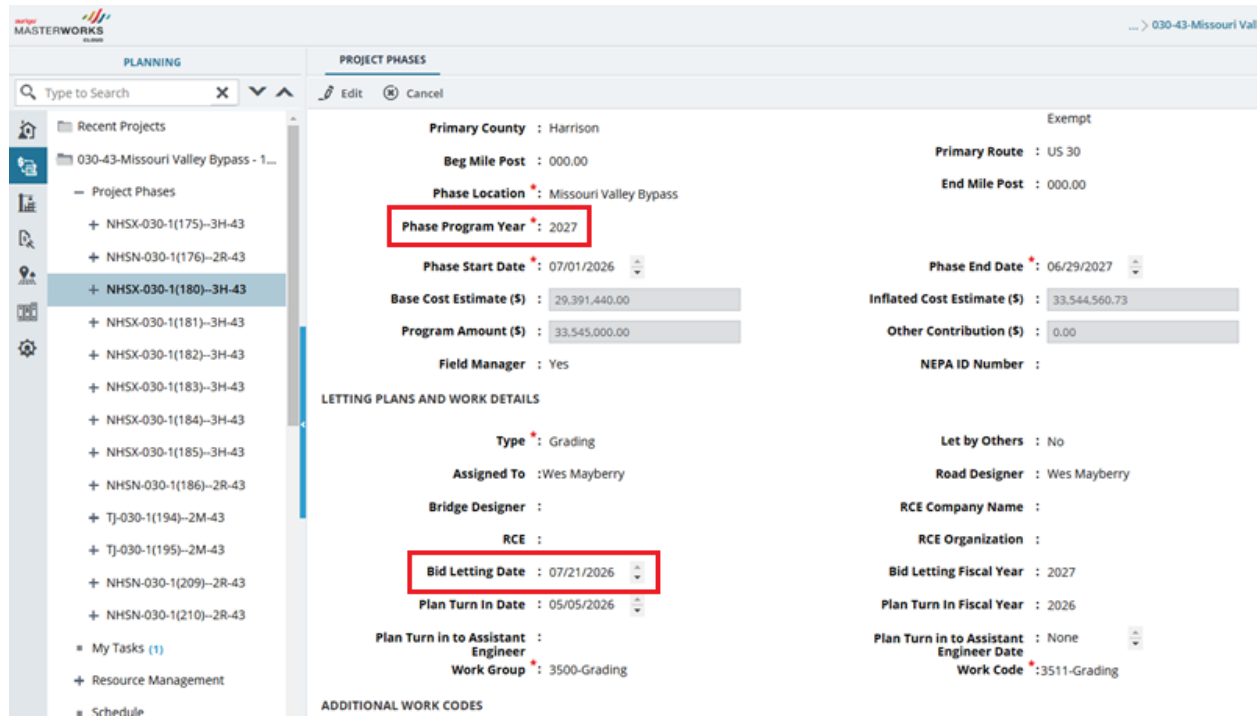 aurigo
MASTERWORKS
CLOUD
... > 030-43-Missouri Vall
PLANNING
PROJECT PHASES
Type to Search
Edit Cancel
Recent Projects
030-43-Missouri Valley Bypass - 1...
Project Phases
NHSX-030-1(175)--3H-43
NHSN-030-1(176)--2R-43
NHSX-030-1(180)--3H-43
NHSX-030-1(181)--3H-43
NHSX-030-1(182)--3H-43
NHSX-030-1(183)--3H-43
NHSX-030-1(184)--3H-43
NHSX-030-1(185)--3H-43
NHSN-030-1(186)--2R-43
TJ-030-1(194)--2M-43
TJ-030-1(195)--2M-43
NHSN-030-1(209)--2R-43
NHSN-030-1(210)--2R-43
My Tasks (1)
Resource Management
Schedule
Exempt
Primary County : Harrison
Primary Route : US 30
Beg Mile Post : 000.00
End Mile Post : 000.00
Phase Location *: Missouri Valley Bypass
Phase Program Year *: 2027
Phase Start Date *: 07/01/2026
Phase End Date *: 06/29/2027
Base Cost Estimate ($) : 29,391,440.00
Inflated Cost Estimate ($) : 33,544,560.73
Program Amount ($) : 33,545,000.00
Other Contribution ($) : 0.00
Field Manager : Yes
NEPA ID Number :
LETTING PLANS AND WORK DETAILS
Type *: Grading
Let by Others : No
Assigned To :Wes Mayberry
Road Designer : Wes Mayberry
Bridge Designer :
RCE Company Name :
RCE :
RCE Organization :
Bid Letting Date : 07/21/2026
Bid Letting Fiscal Year : 2027
Plan Turn In Date : 05/05/2026
Plan Turn In Fiscal Year : 2026
Plan Turn in to Assistant :
Engineer
Plan Turn in to Assistant : None
Engineer Date
Work Group *: 3500-Grading
Work Code *:3511-Grading
ADDITIONAL WORK CODES